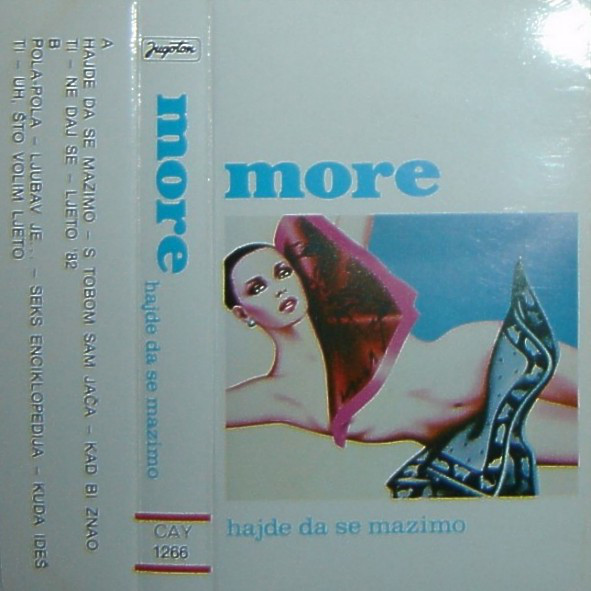 more
hajde da se mazimo
Jugoton
more hajde da se mazimo
CAY
1266
A
HAJDE DA SE MAZIMO – S TOBOM SAM JAČA – KAD BI ZNAO
TI – NE DAJ SE – LJETO '82
B
POLA-POLA – LJUBAV JE... – SEKS ENCIKLOPEDIJA – KUDA IDEŠ
TI – UH, ŠTO VOLIM LJETO